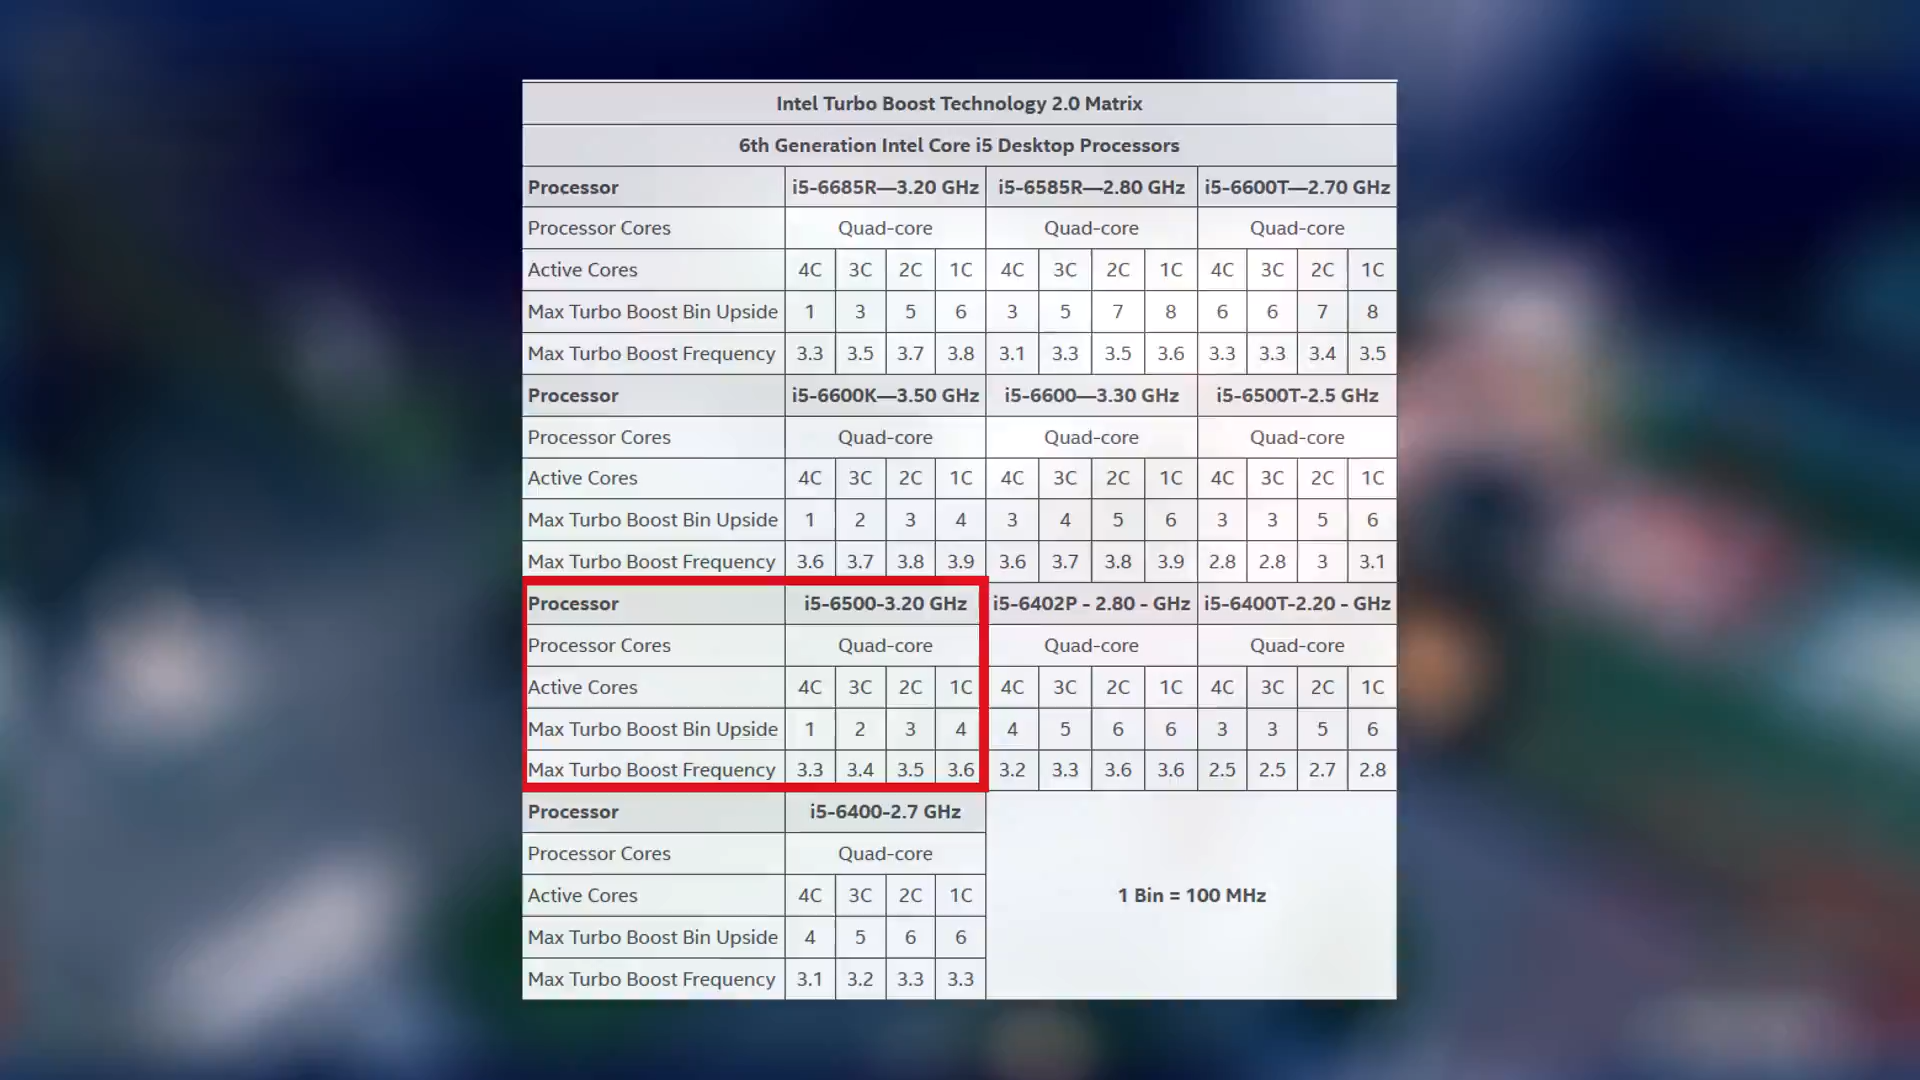 Intel Turbo Boost Technology 2.0 Matrix
6th Generation Intel Core i5 Desktop Processors
Processor i5-6685R—3.20 GHz i5-6585R—2.80 GHz i5-6600T—2.70 GHz
Processor Cores Quad-core Quad-core Quad-core
Active Cores 4C 3C 2C 1C 4C 3C 2C 1C 4C 3C 2C 1C
Max Turbo Boost Bin Upside 1 3 5 6 3 5 7 8 6 6 7 8
Max Turbo Boost Frequency 3.3 3.5 3.7 3.8 3.1 3.3 3.5 3.6 3.3 3.3 3.4 3.5
Processor i5-6600K—3.50 GHz i5-6600—3.30 GHz i5-6500T-2.5 GHz
Processor Cores Quad-core Quad-core Quad-core
Active Cores 4C 3C 2C 1C 4C 3C 2C 1C 4C 3C 2C 1C
Max Turbo Boost Bin Upside 1 2 3 4 3 4 5 6 3 3 5 6
Max Turbo Boost Frequency 3.6 3.7 3.8 3.9 3.6 3.7 3.8 3.9 2.8 2.8 3 3.1
Processor i5-6500-3.20 GHz i5-6402P - 2.80 - GHz i5-6400T-2.20 - GHz
Processor Cores Quad-core Quad-core Quad-core
Active Cores 4C 3C 2C 1C 4C 3C 2C 1C 4C 3C 2C 1C
Max Turbo Boost Bin Upside 1 2 3 4 4 5 6 6 3 3 5 6
Max Turbo Boost Frequency 3.3 3.4 3.5 3.6 3.2 3.3 3.6 3.6 2.5 2.5 2.7 2.8
Processor i5-6400-2.7 GHz
Processor Cores Quad-core
Active Cores 4C 3C 2C 1C 1 Bin = 100 MHz
Max Turbo Boost Bin Upside 4 5 6 6
Max Turbo Boost Frequency 3.1 3.2 3.3 3.3